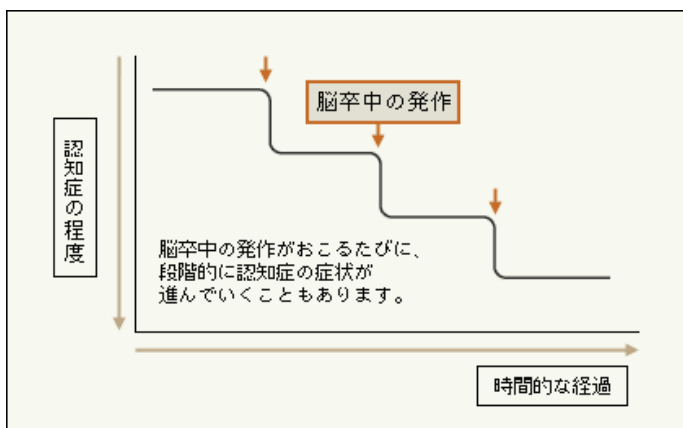 脳卒中の発作
認知症の程度
脳卒中の発作がおこるたびに、
段階的に認知症の症状が
進んでいくこともあります。
時間的な経過